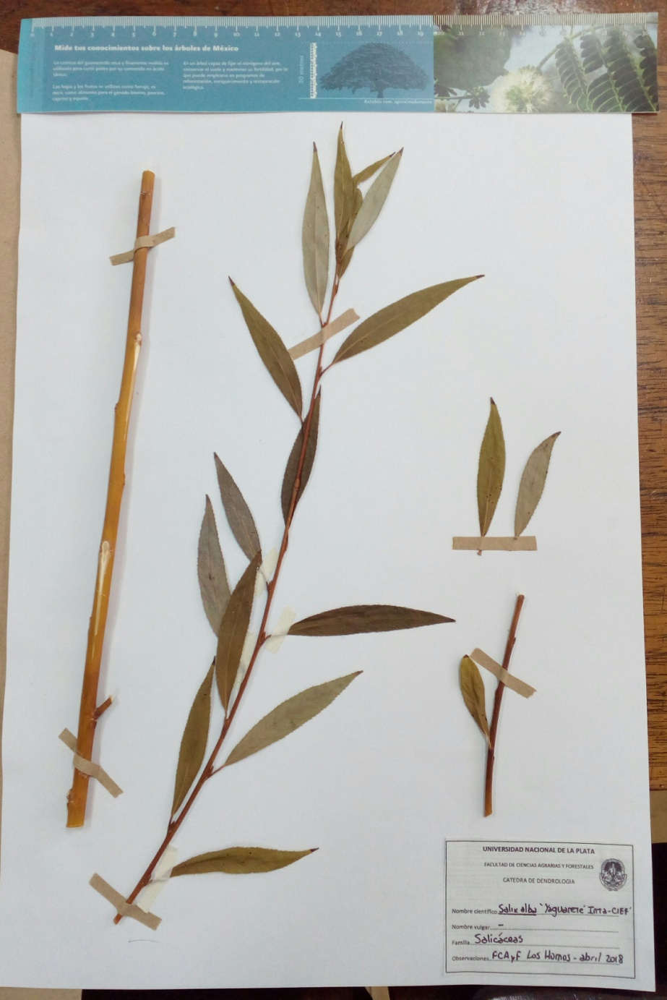 0 1 2 3 4 5 6 7 8 9 10 11 12 13 14 15 16 17 18 19
Mide tus conocimientos sobre los árboles de México
La corteza del guamúchil seca y finamente molida es
utilizada para curtir pieles por su contenido en ácido
tánico.
Las hojas y los frutos se utilizan como forraje, es
decir, como alimento para el ganado bovino, porcino,
caprino y equino.
Es un árbol capaz de fijar el nitrógeno del aire,
conservar el suelo y mantener su fertilidad, por lo
que puede emplearse en programas de
reforestación, enriquecimiento y restauración
ecológica.
30 metros
UNIVERSIDAD NACIONAL DE LA PLATA
FACULTAD DE CIENCIAS AGRARIAS Y FORESTALES
CATEDRA DE DENDROLOGIA
Nombre científico Salix alba 'Yaguareté' INTA-CIEF'
Nombre vulgar –
Familia Salicáceas
Observaciones FCAyF Los Hornos - abril 2018